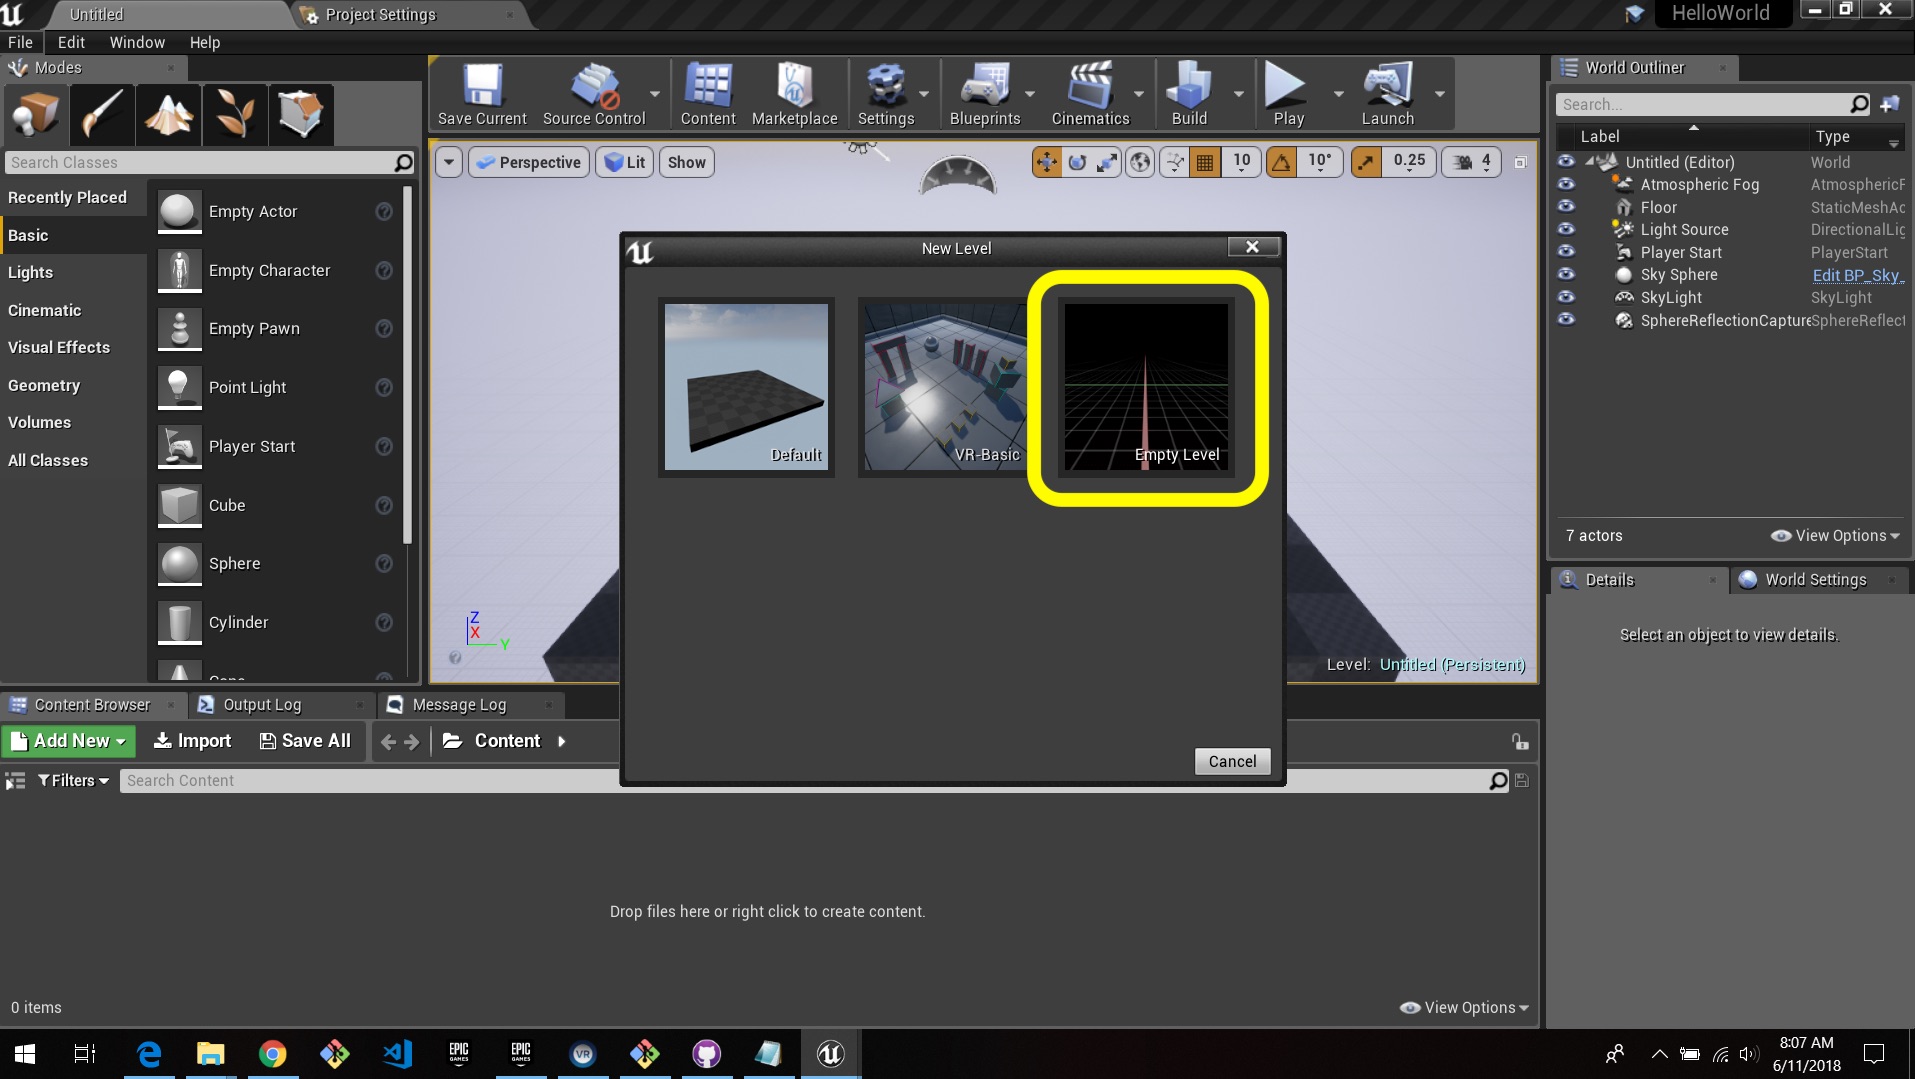 Untitled
Project Settings
HelloWorld
File Edit Window Help
Modes
Search Classes
Recently Placed
Basic
Lights
Cinematic
Visual Effects
Geometry
Volumes
All Classes
Empty Actor
Empty Character
Empty Pawn
Point Light
Player Start
Cube
Sphere
Cylinder
Save Current
Source Control
Content
Marketplace
Settings
Blueprints
Cinematics
Build
Play
Launch
Perspective
Lit
Show
10
10°
0.25
4
New Level
Default
VR-Basic
Empty Level
Cancel
Z
X
Y
Level: Untitled (Persistent)
World Outliner
Search...
Label Type
Untitled (Editor) World
Atmospheric Fog AtmosphericF
Floor StaticMeshAc
Light Source DirectionalLig
Player Start PlayerStart
Sky Sphere Edit BP_Sky_
SkyLight SkyLight
SphereReflectionCapture SphereReflect
7 actors
View Options
Details
World Settings
Select an object to view details.
Content Browser
Output Log
Message Log
Add New
Import
Save All
Content
Filters
Search Content
Drop files here or right click to create content.
0 items
View Options
EPIC
GAMES
EPIC
GAMES
VR
8:07 AM
6/11/2018